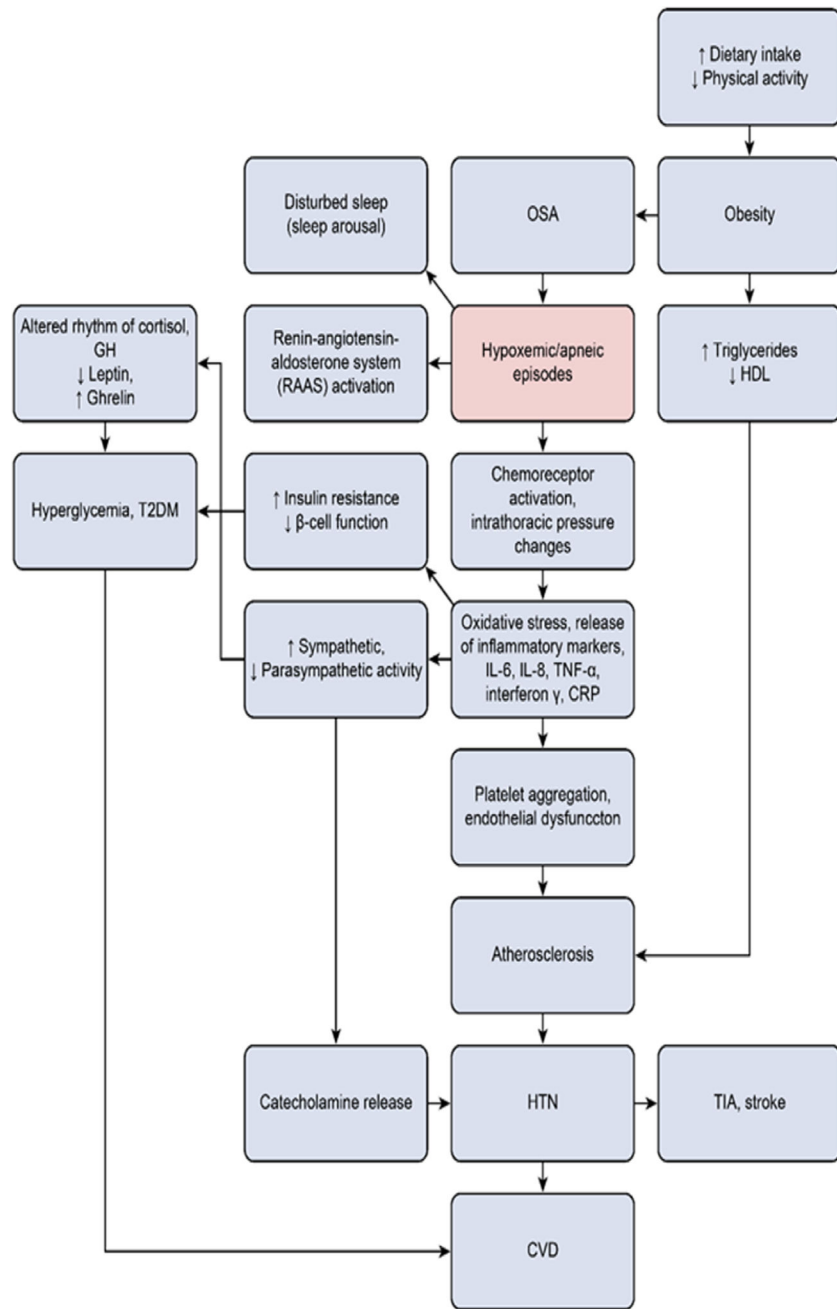 ↑ Dietary intake
↓ Physical activity
Disturbed sleep
(sleep arousal)
OSA
Obesity
Altered rhythm of cortisol,
GH
↓ Leptin,
↑ Ghrelin
Renin-angiotensin-
aldosterone system
(RAAS) activation
Hypoxemic/apneic
episodes
↑ Triglycerides
↓ HDL
Hyperglycernia, T2DM
↑ Insulin resistance
↓ β-cell function
Chemoreceptor
activation,
intrathoracic pressure
changes
↑ Sympathetic,
↓ Parasympathetic activity
Oxidative stress, release
of inflammatory markers,
IL-6, IL-8, TNF-α,
interferon γ, CRP
Platelet aggregation,
endothelial dysfunccton
Atherosclerosis
Catecholamine release
HTN
TIA, stroke
CVD